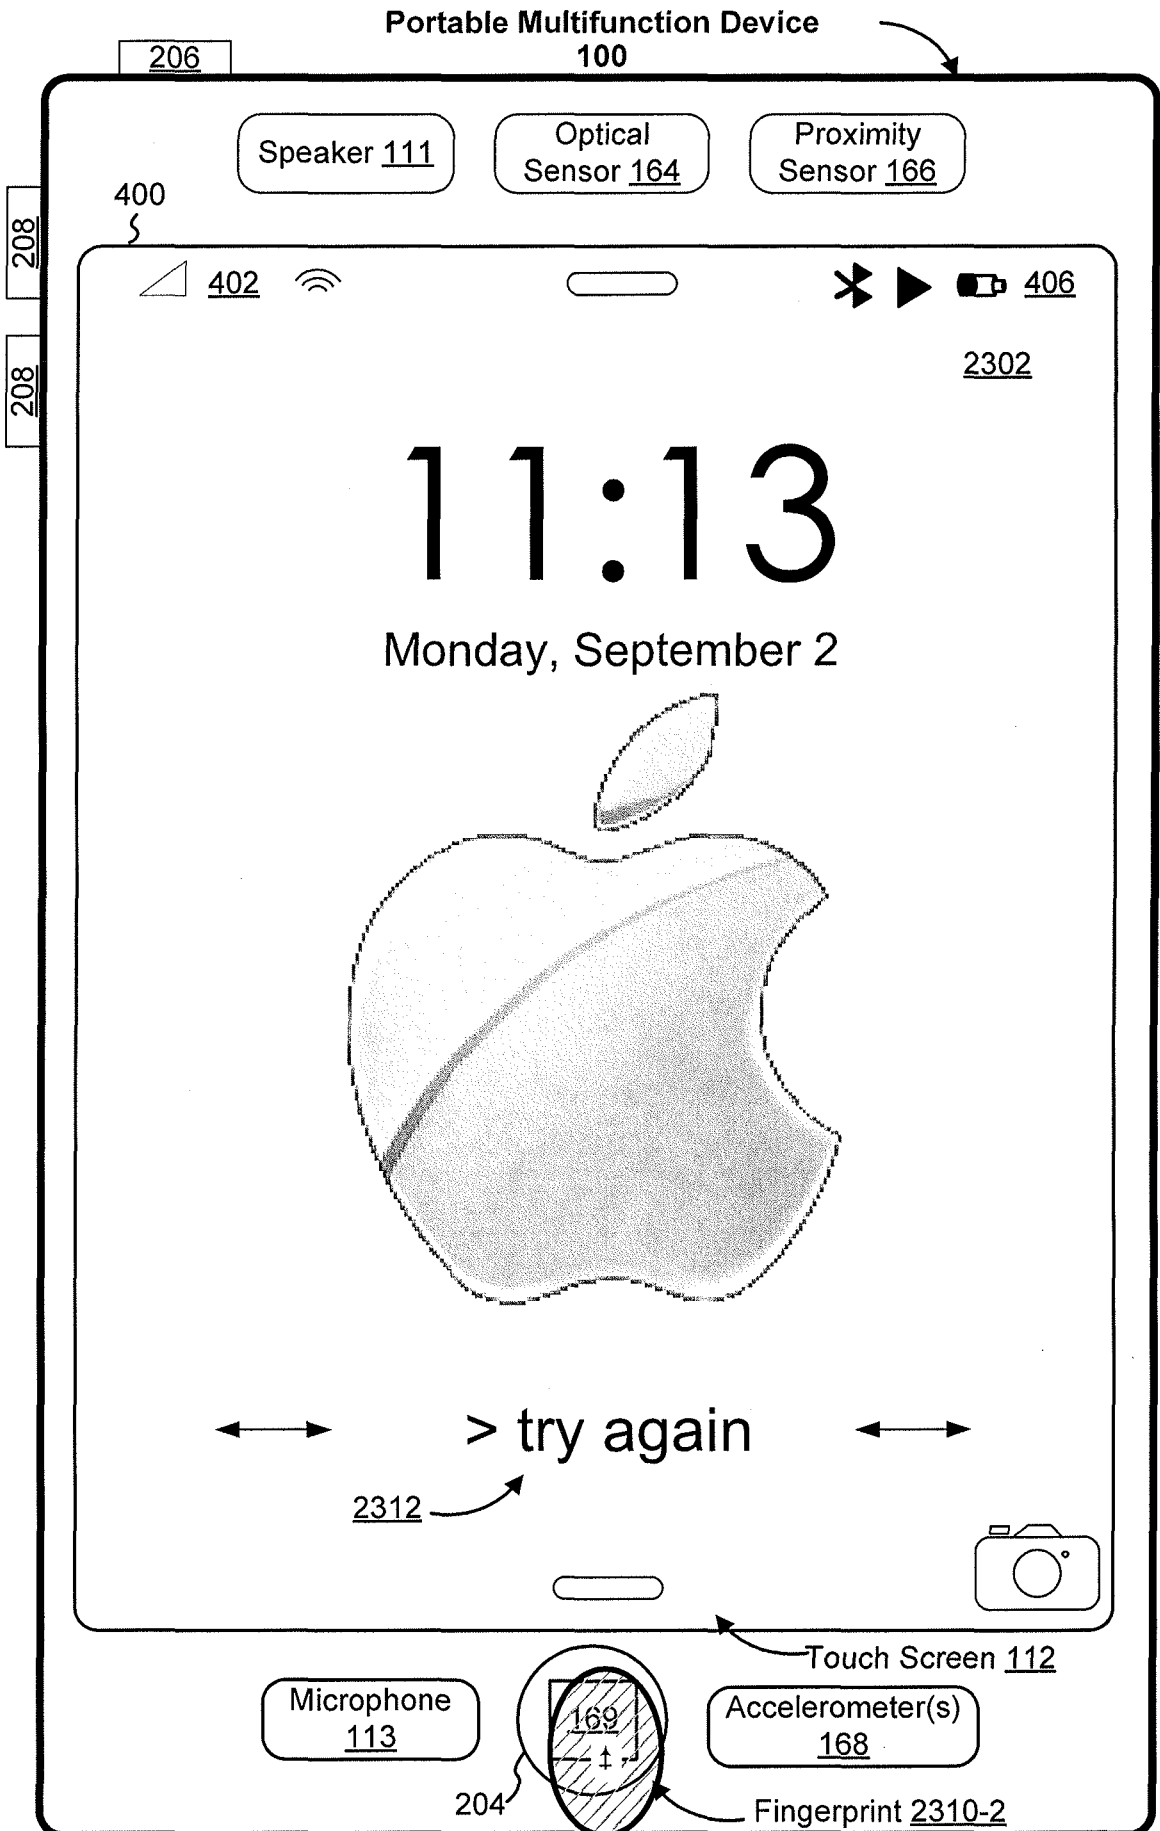 Portable Multifunction Device
100
206
Speaker 111
Optical
Sensor 164
Proximity
Sensor 166
400
208
208
402
406
2302
11:13
Monday, September 2
> try again
2312
Touch Screen 112
Microphone
113
169
Accelerometer(s)
168
204
Fingerprint 2310-2